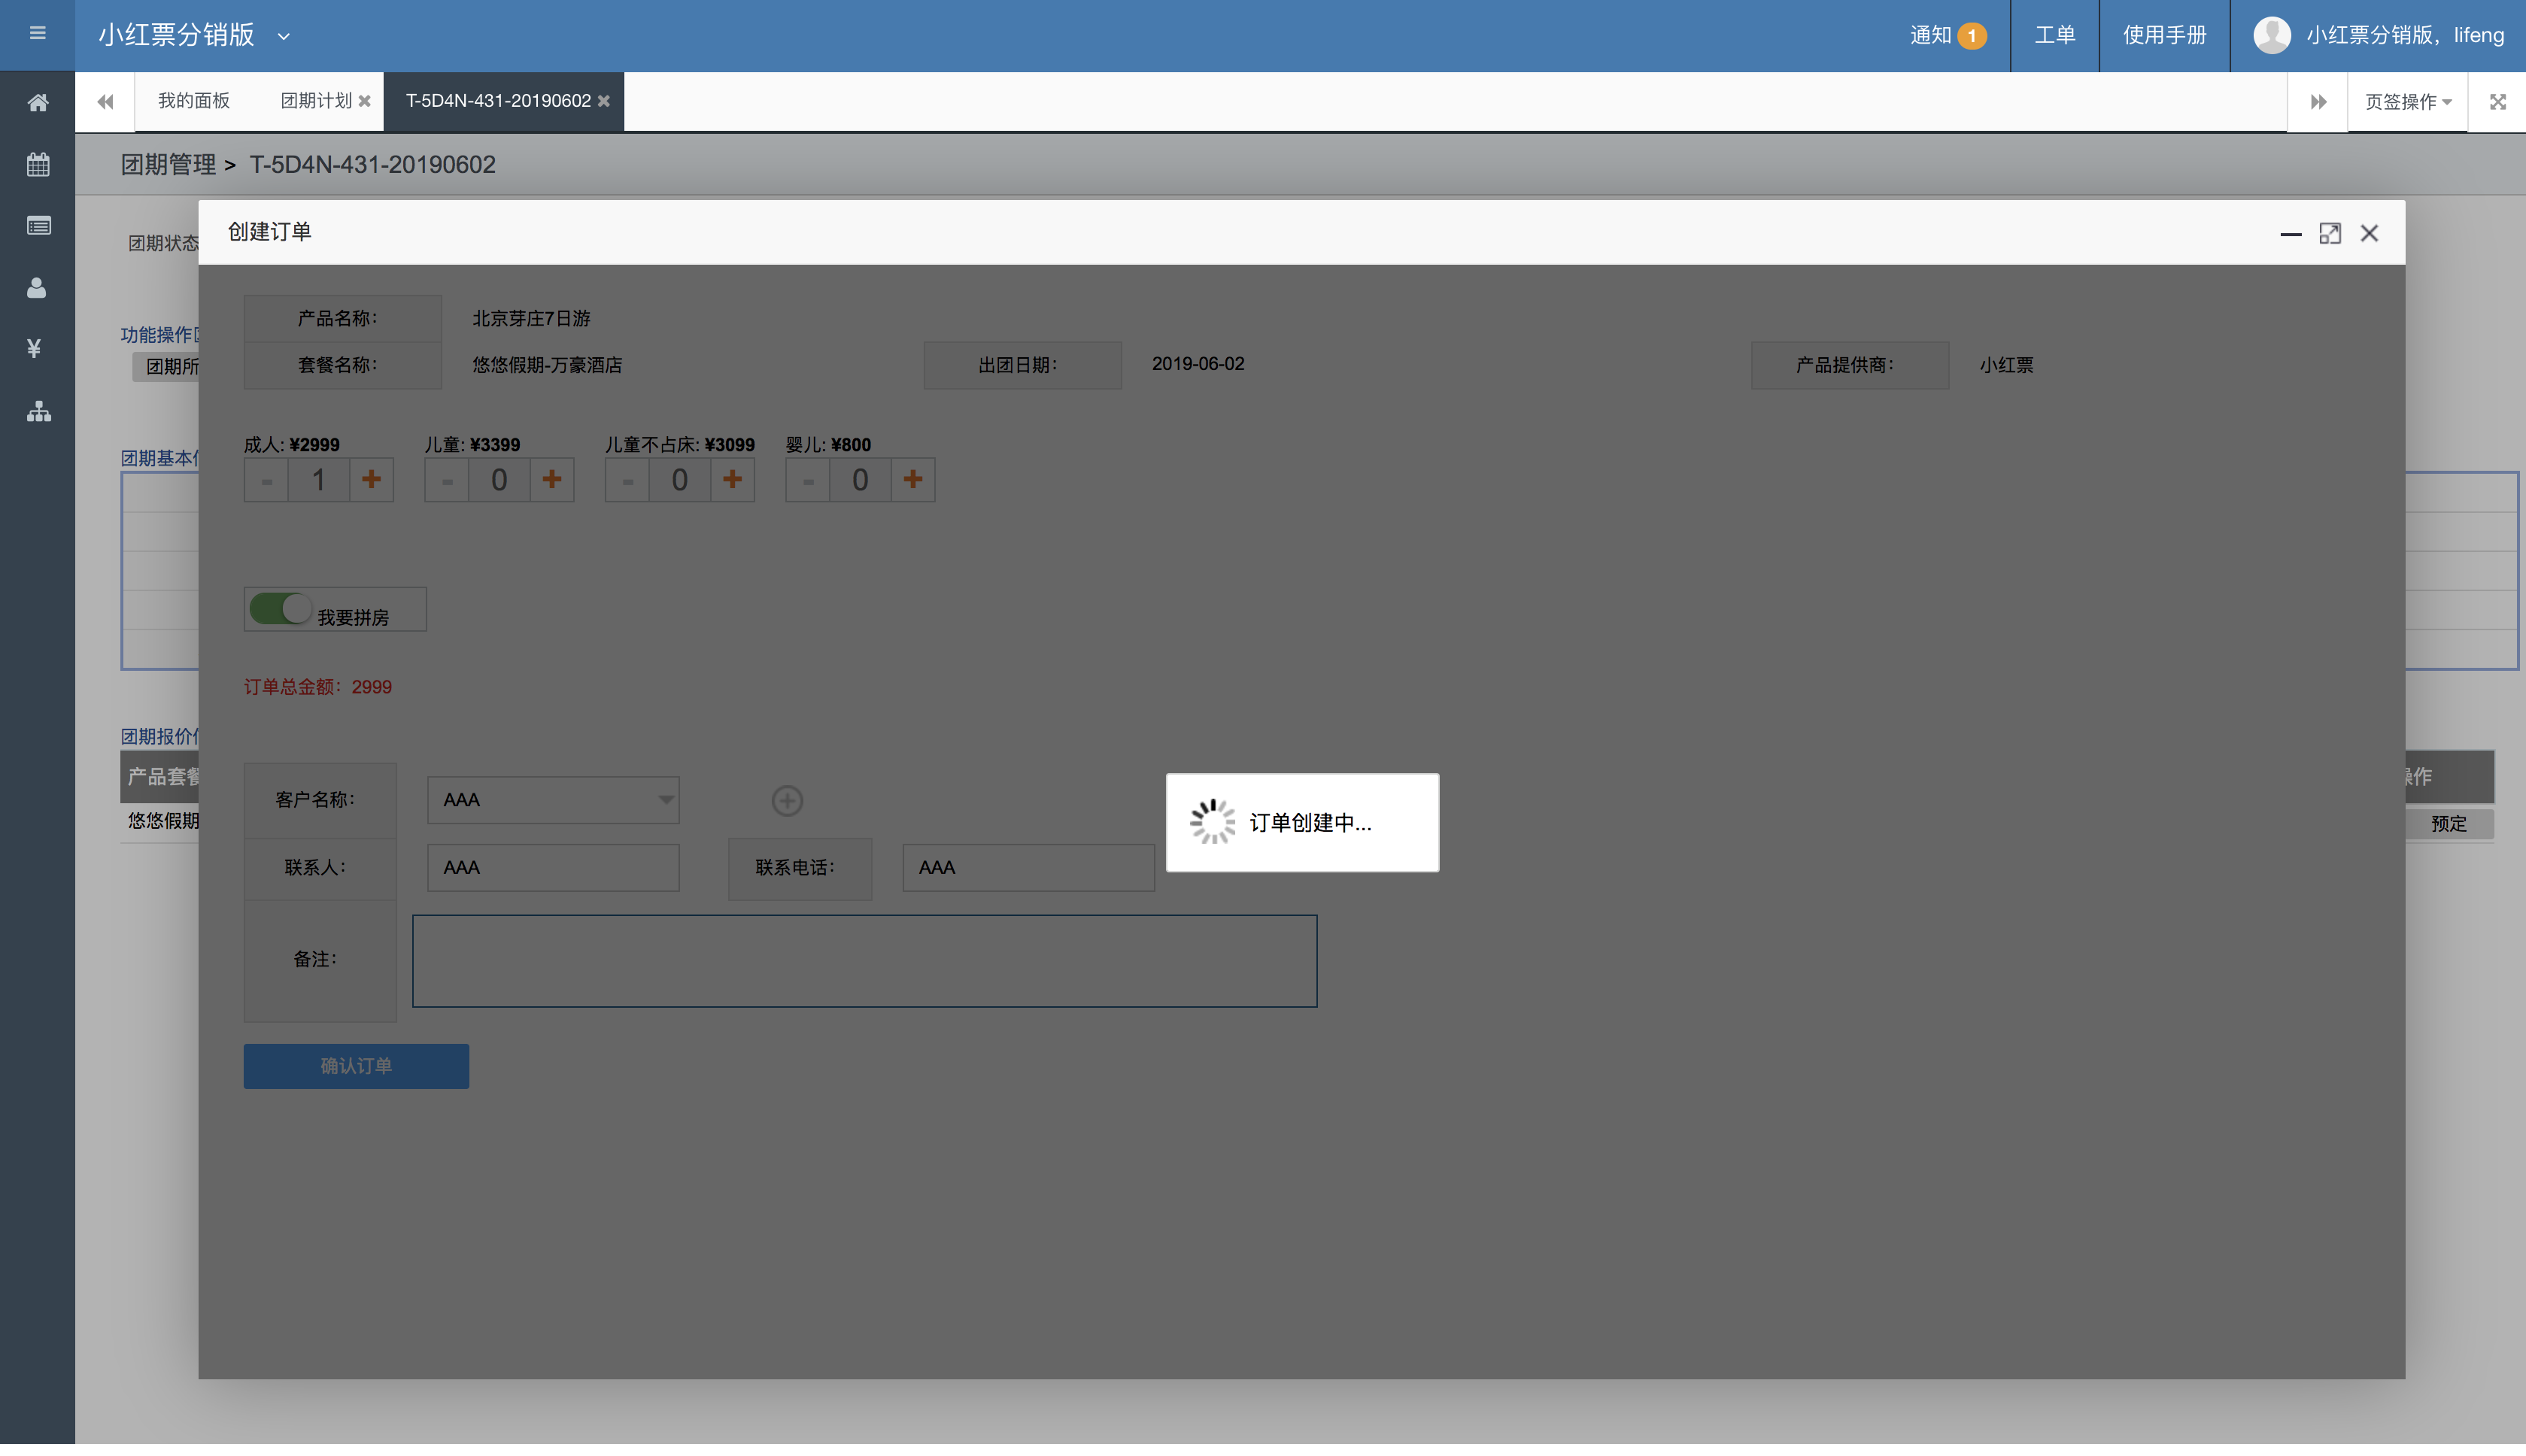 小红票分销版
通知 1 工单 使用手册 小红票分销版，lifeng
我的面板 团期计划 T-5D4N-431-20190602 页签操作
团期管理 > T-5D4N-431-20190602
团期状态
创建订单
功能操作
团期所
产品名称： 北京芽庄7日游
套餐名称： 悠悠假期-万豪酒店 出团日期： 2019-06-02 产品提供商： 小红票
团期基本
成人: ¥2999 儿童: ¥3399 儿童不占床: ¥3099 婴儿: ¥800
- 1 + - 0 + - 0 + - 0 +
我要拼房
订单总金额：2999
团期报价
产品套餐 操作
悠悠假期 预定
客户名称： AAA
订单创建中...
联系人： AAA 联系电话： AAA
备注：
确认订单